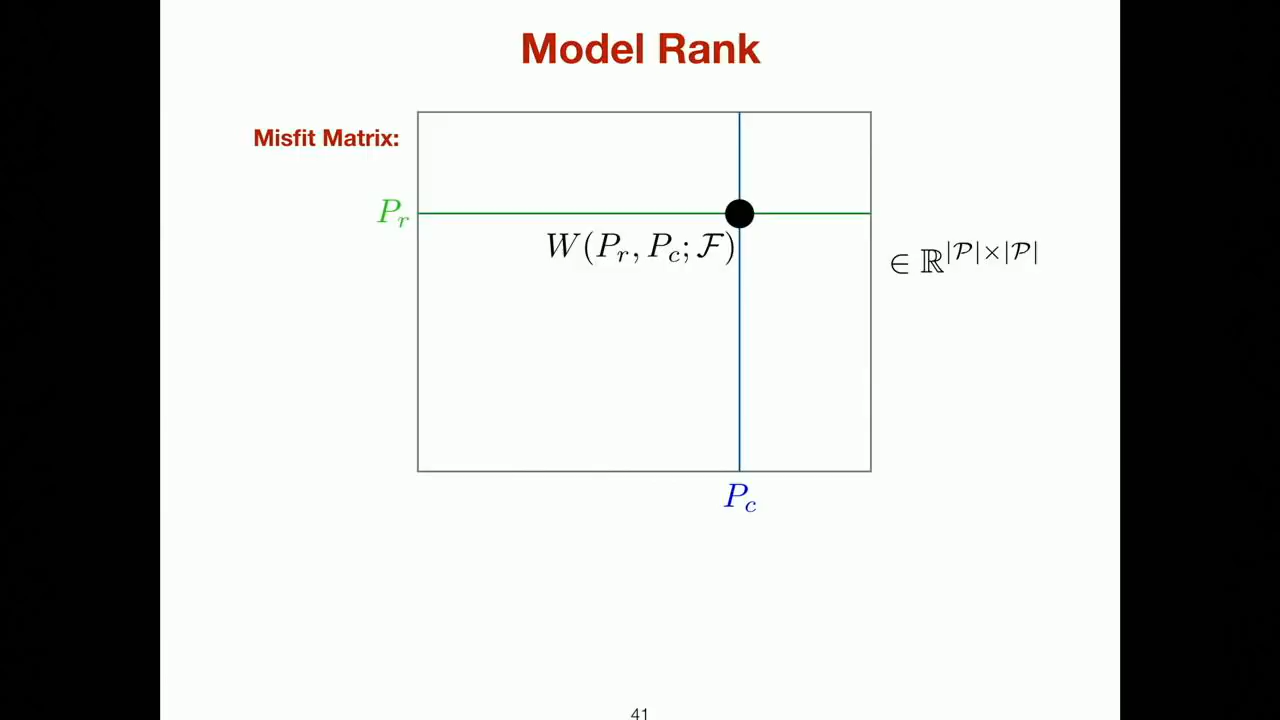 Model Rank
Misfit Matrix:
P_r
W(P_r, P_c; ℱ)
∈ ℝ^{|𝒫|×|𝒫|}
P_c
41